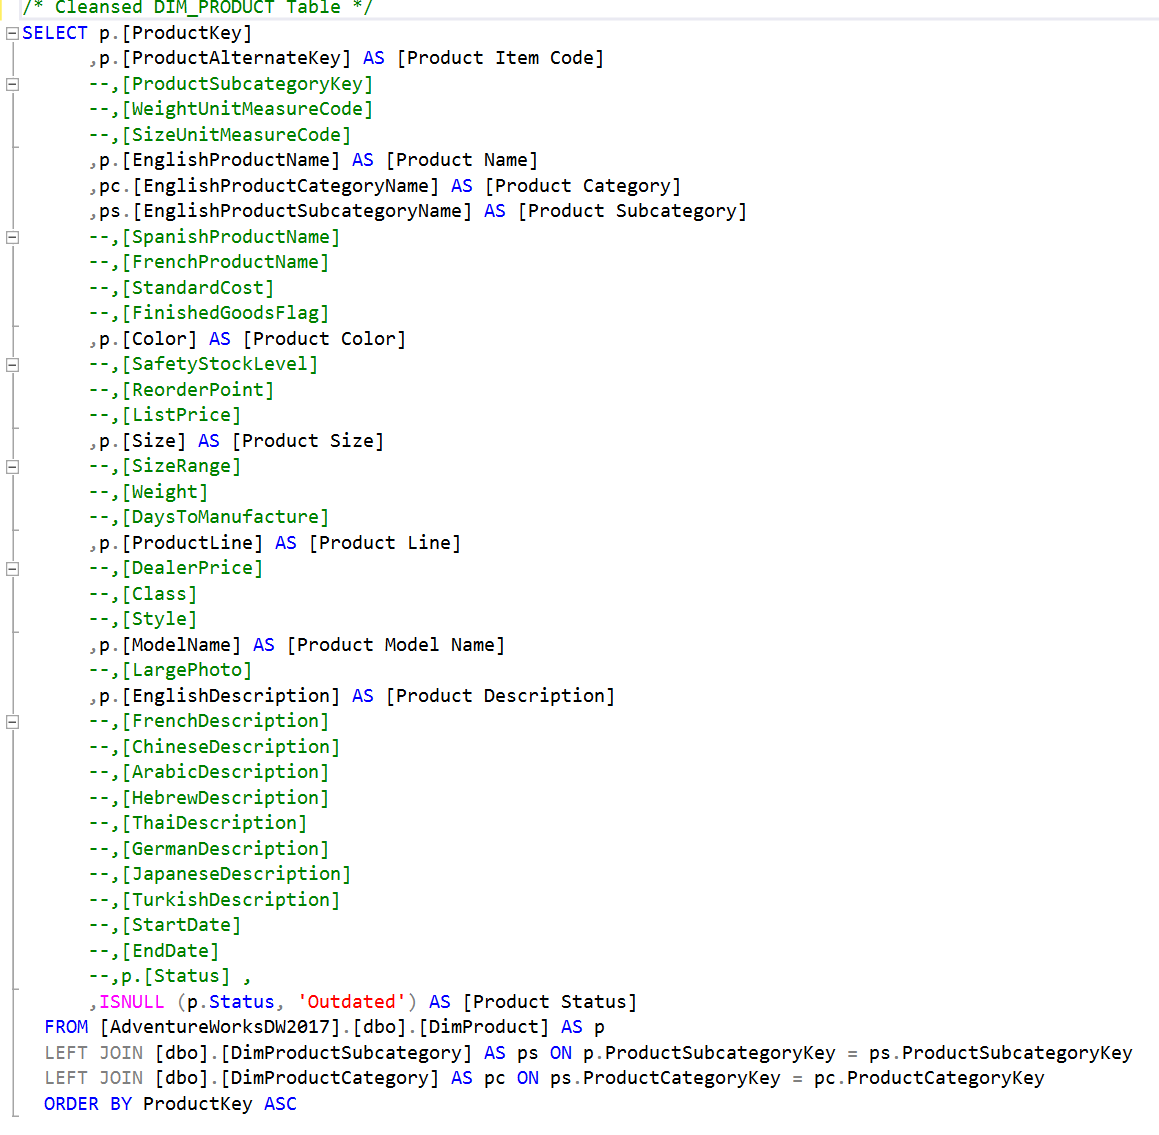 /* Cleansed DIM_PRODUCT Table */
SELECT p.[ProductKey]
,p.[ProductAlternateKey] AS [Product Item Code]
--,[ProductSubcategoryKey]
--,[WeightUnitMeasureCode]
--,[SizeUnitMeasureCode]
,p.[EnglishProductName] AS [Product Name]
,pc.[EnglishProductCategoryName] AS [Product Category]
,ps.[EnglishProductSubcategoryName] AS [Product Subcategory]
--,[SpanishProductName]
--,[FrenchProductName]
--,[StandardCost]
--,[FinishedGoodsFlag]
,p.[Color] AS [Product Color]
--,[SafetyStockLevel]
--,[ReorderPoint]
--,[ListPrice]
,p.[Size] AS [Product Size]
--,[SizeRange]
--,[Weight]
--,[DaysToManufacture]
,p.[ProductLine] AS [Product Line]
--,[DealerPrice]
--,[Class]
--,[Style]
,p.[ModelName] AS [Product Model Name]
--,[LargePhoto]
,p.[EnglishDescription] AS [Product Description]
--,[FrenchDescription]
--,[ChineseDescription]
--,[ArabicDescription]
--,[HebrewDescription]
--,[ThaiDescription]
--,[GermanDescription]
--,[JapaneseDescription]
--,[TurkishDescription]
--,[StartDate]
--,[EndDate]
--,p.[Status] ,
,ISNULL (p.Status, 'Outdated') AS [Product Status]
FROM [AdventureWorksDW2017].[dbo].[DimProduct] AS p
LEFT JOIN [dbo].[DimProductSubcategory] AS ps ON p.ProductSubcategoryKey = ps.ProductSubcategoryKey
LEFT JOIN [dbo].[DimProductCategory] AS pc ON ps.ProductCategoryKey = pc.ProductCategoryKey
ORDER BY ProductKey ASC